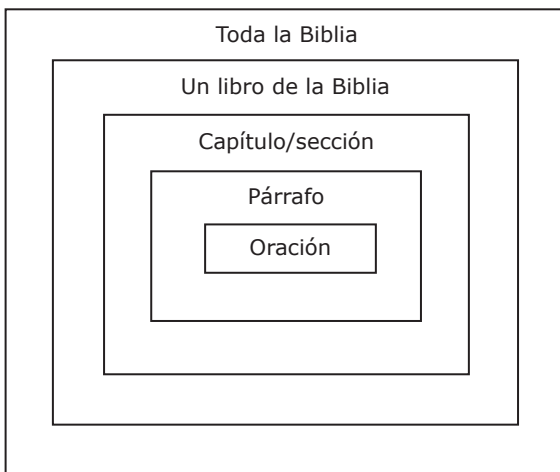 Toda la Biblia
Un libro de la Biblia
Capítulo/sección
Párrafo
Oración